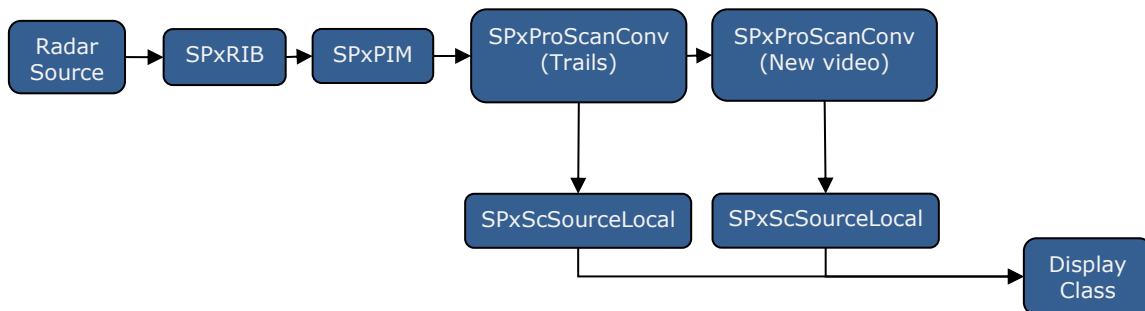 Radar
Source
SPxRIB
SPxPIM
SPxProScanConv
(Trails)
SPxProScanConv
(New video)
SPxScSourceLocal
SPxScSourceLocal
Display
Class